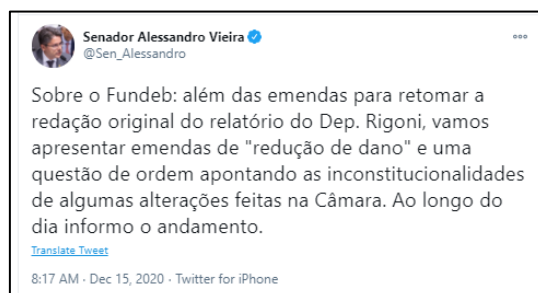 Senador Alessandro Vieira
@Sen_Alessandro
Sobre o Fundeb: além das emendas para retomar a
redação original do relatório do Dep. Rigoni, vamos
apresentar emendas de "redução de dano" e uma
questão de ordem apontando as inconstitucionalidades
de algumas alterações feitas na Câmara. Ao longo do
dia informo o andamento.
Translate Tweet
8:17 AM · Dec 15, 2020 · Twitter for iPhone